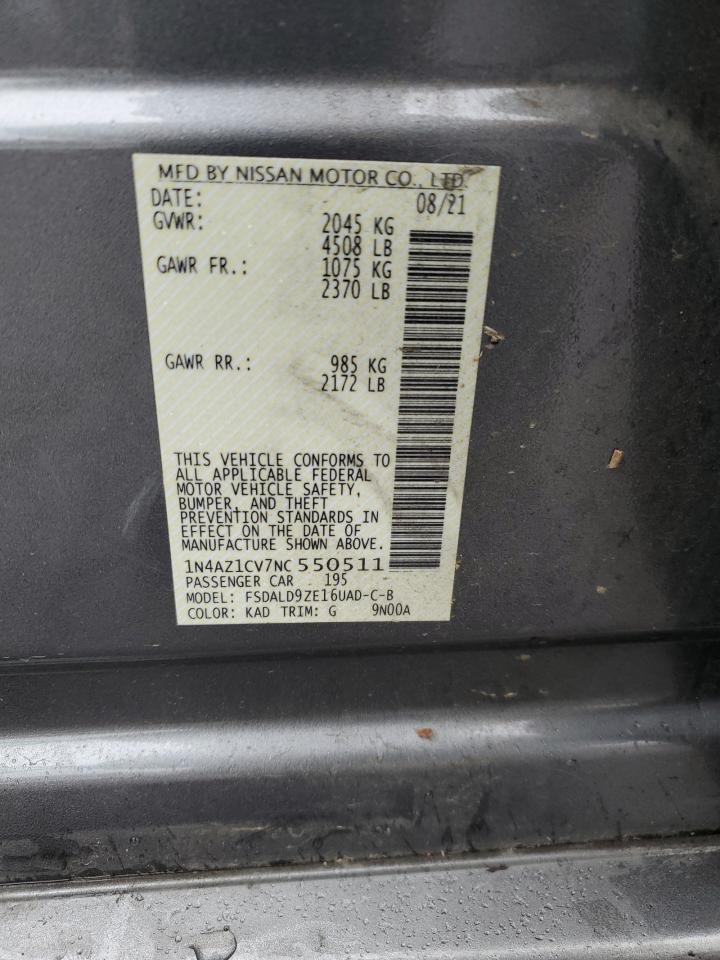 MFD BY NISSAN MOTOR CO., LTD.
DATE: 08/21
GVWR: 2045 KG
4508 LB
GAWR FR.: 1075 KG
2370 LB
GAWR RR.: 985 KG
2172 LB
THIS VEHICLE CONFORMS TO
ALL APPLICABLE FEDERAL
MOTOR VEHICLE SAFETY,
BUMPER, AND THEFT
PREVENTION STANDARDS IN
EFFECT ON THE DATE OF
MANUFACTURE SHOWN ABOVE.
1N4AZ1CV7NC550511
PASSENGER CAR 195
MODEL: FSDALD9ZE16UAD-C-B
COLOR: KAD TRIM: G 9N00A